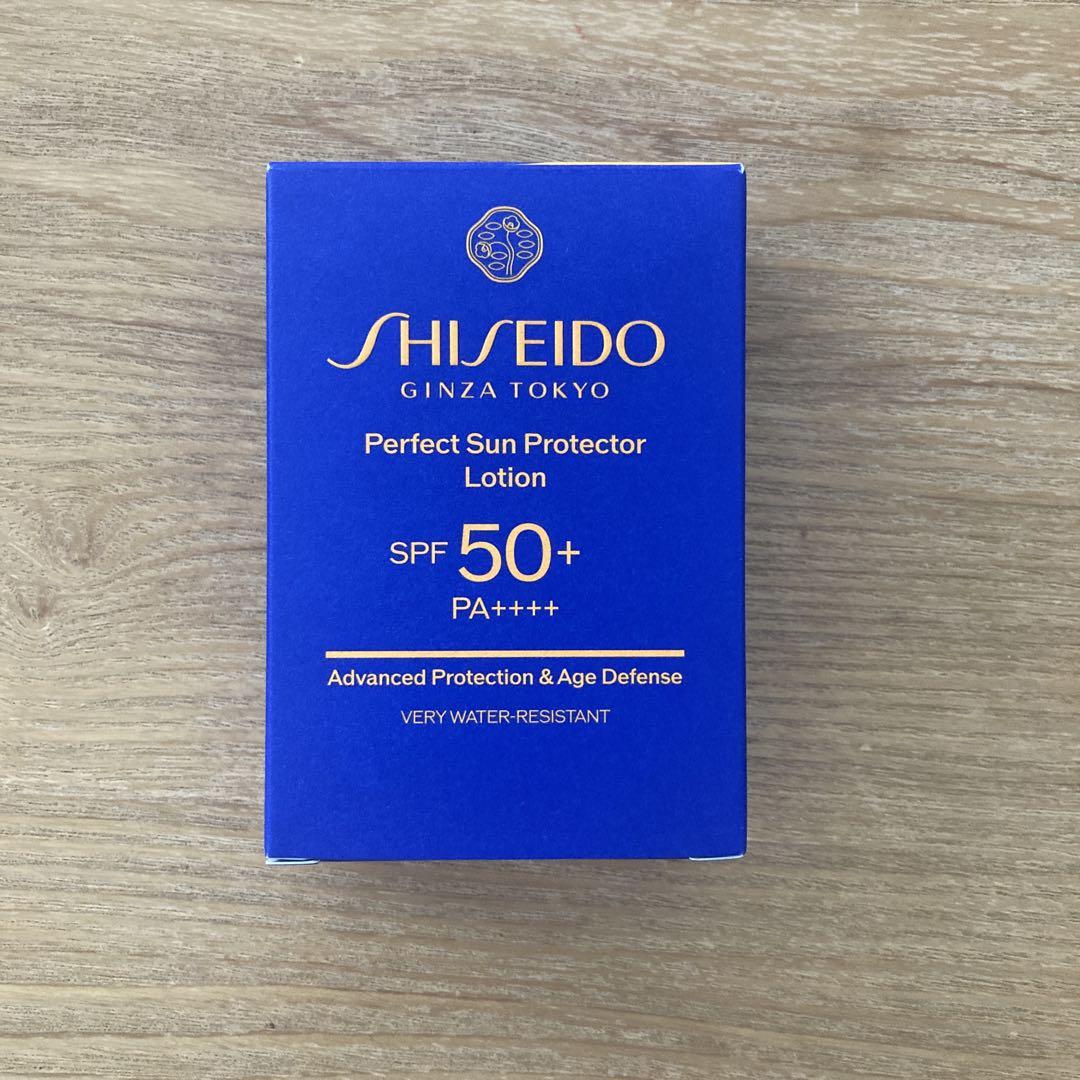 SHISEIDO
GINZA TOKYO
Perfect Sun Protector
Lotion
SPF 50+
PA++++
Advanced Protection & Age Defense
VERY WATER-RESISTANT